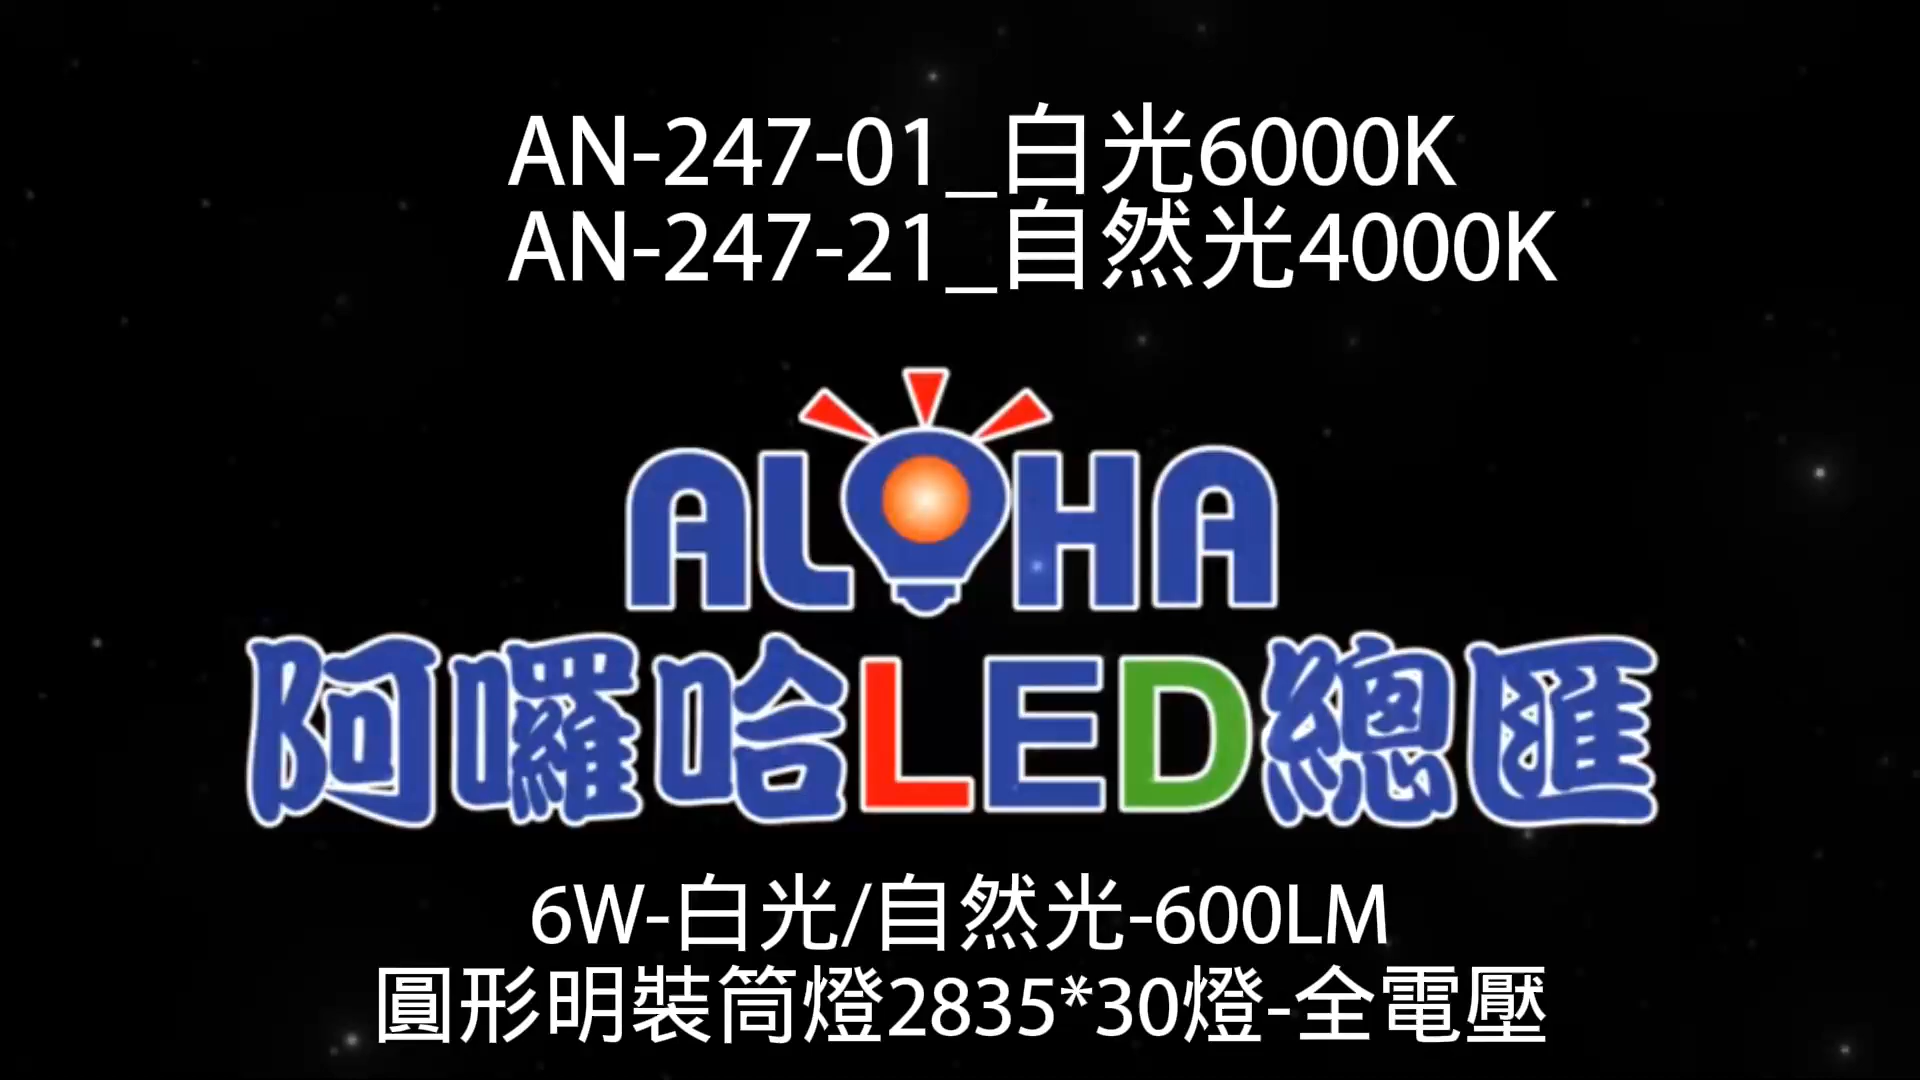 AN-247-01_白光6000K
AN-247-21_自然光4000K
ALOHA
阿囉哈LED總匯
6W-白光/自然光-600LM
圓形明裝筒燈2835*30燈-全電壓